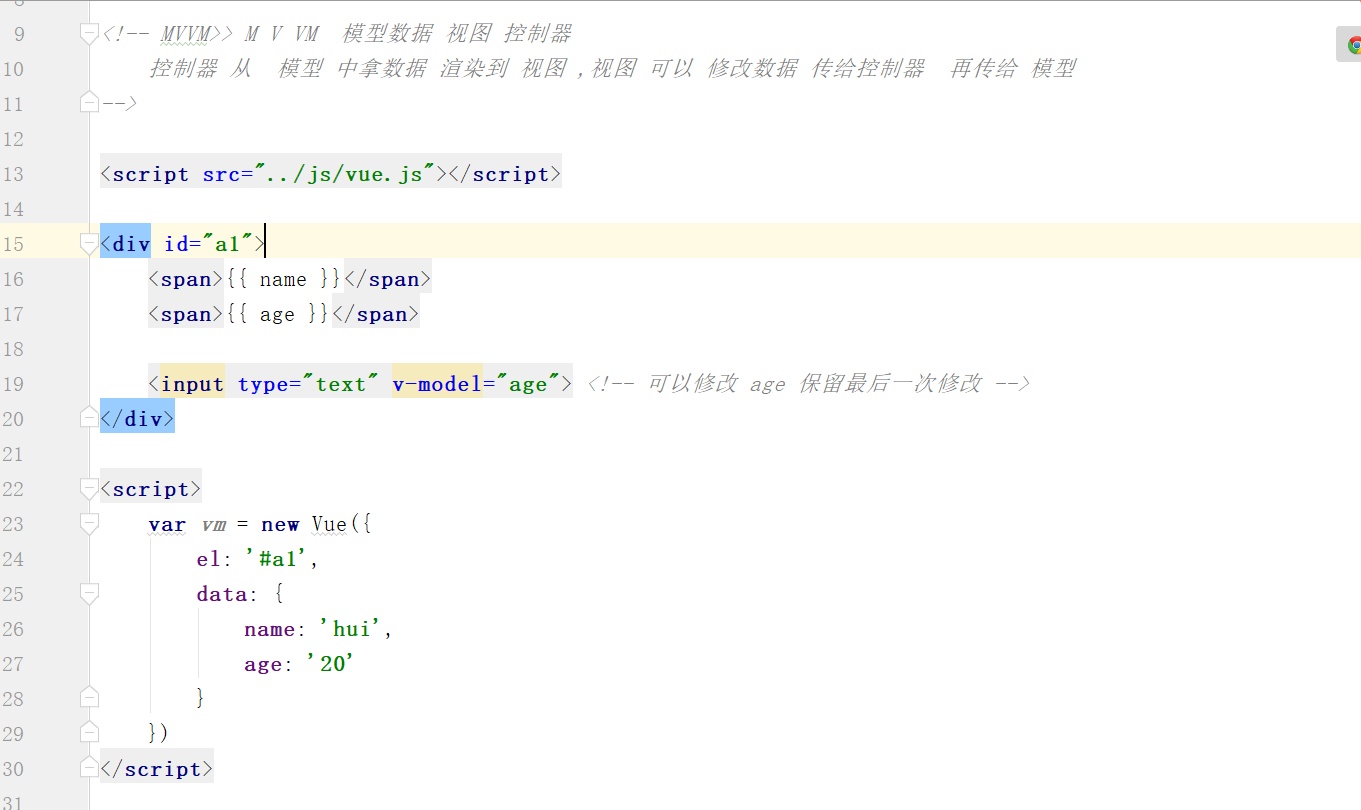 9 <!-- MVVM>> M V VM 模型数据 视图 控制器
10 控制器 从 模型 中拿数据 渲染到 视图 ,视图 可以 修改数据 传给控制器 再传给 模型
11 -->
12
13 <script src="../js/vue.js"></script>
14
15 <div id="a1">
16 <span>{{ name }}</span>
17 <span>{{ age }}</span>
18
19 <input type="text" v-model="age"> <!-- 可以修改 age 保留最后一次修改 -->
20 </div>
21
22 <script>
23 var vm = new Vue({
24 el: '#a1',
25 data: {
26 name: 'hui',
27 age: '20'
28 }
29 })
30 </script>
31